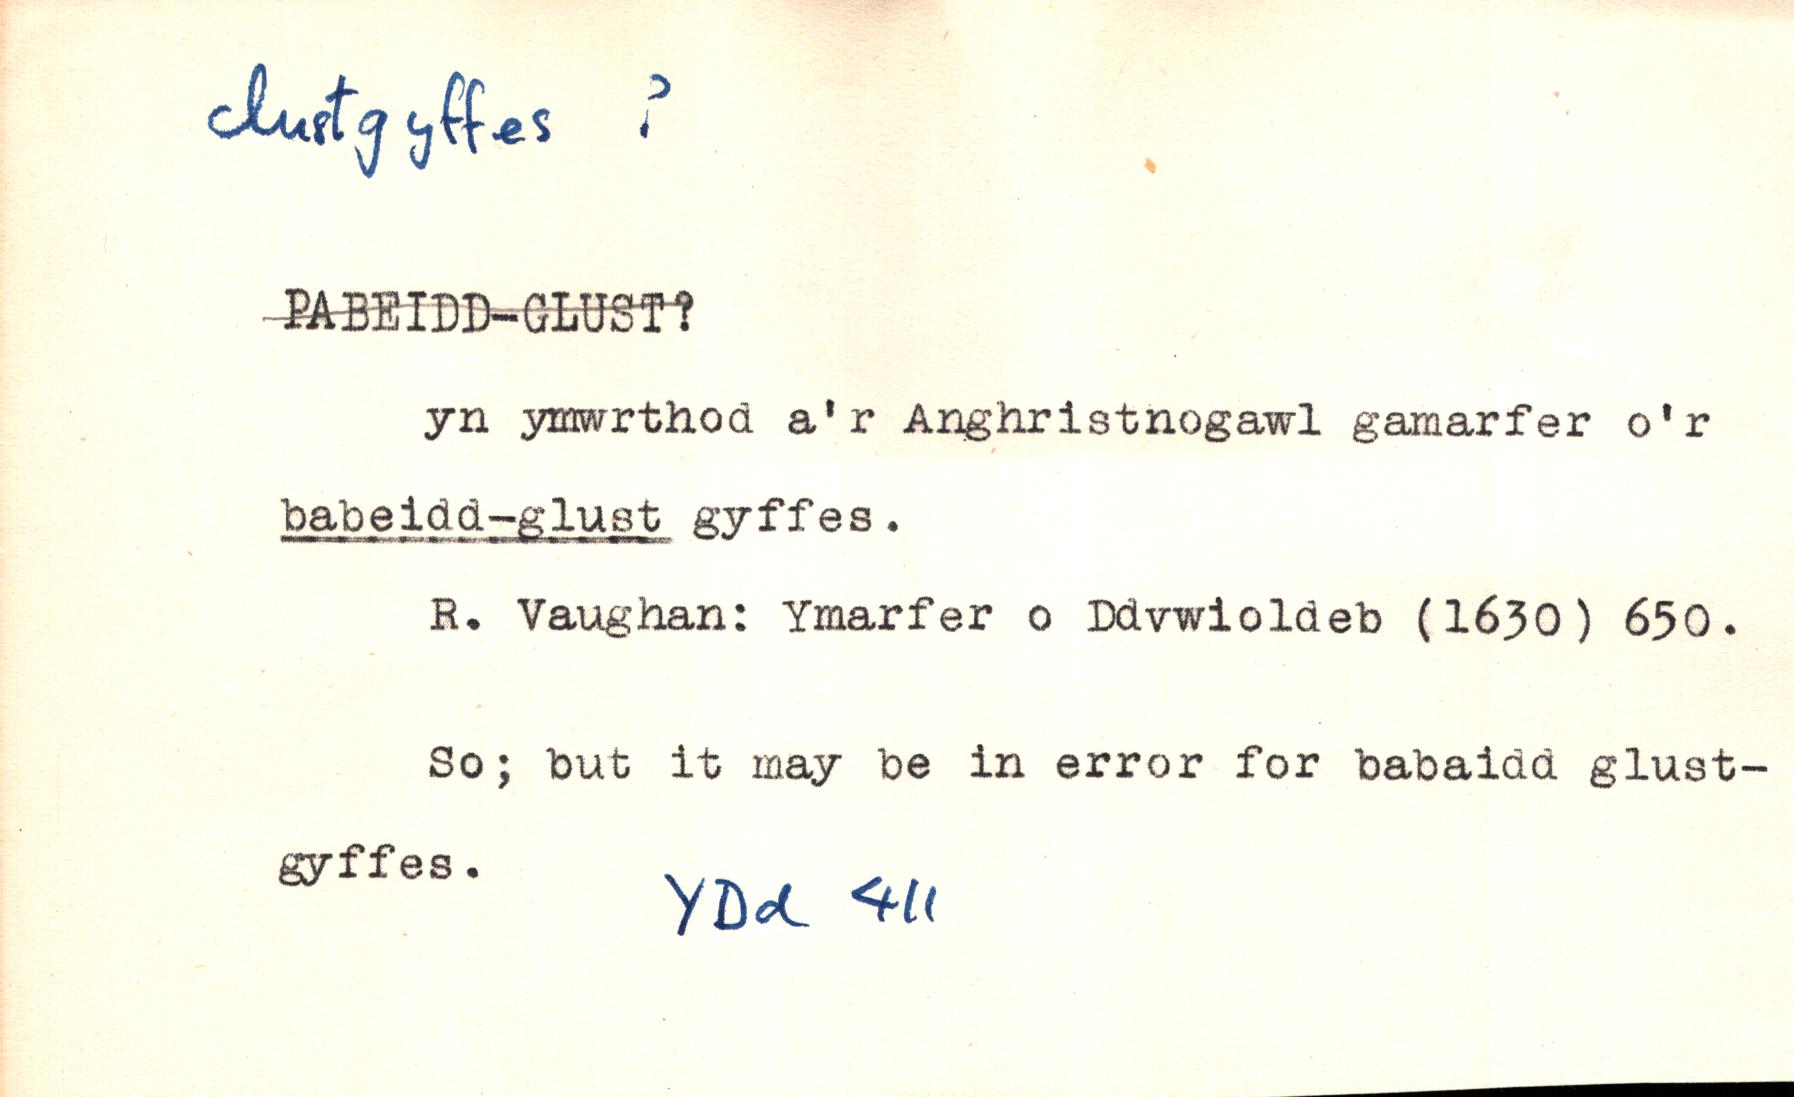 clustgyffes ?
PABEIDD-GLUST?
yn ymwrthod a'r Anghristnogawl gamarfer o'r
babeidd-glust gyffes.
R. Vaughan: Ymarfer o Ddvwioldeb (1630) 650.
So; but it may be in error for babaidd glust-
gyffes.
YDd 411